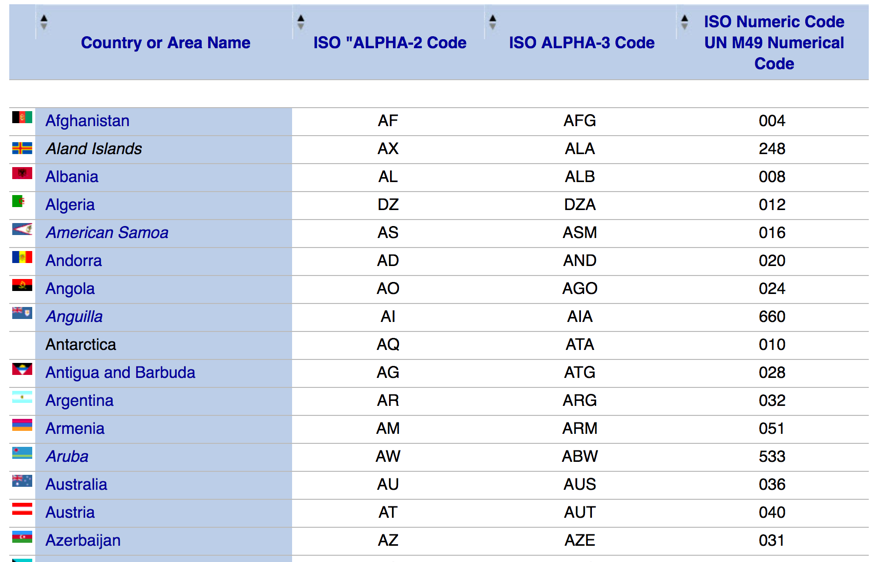 Country or Area Name ISO "ALPHA-2 Code ISO ALPHA-3 Code ISO Numeric Code
UN M49 Numerical
Code
Afghanistan AF AFG 004
Aland Islands AX ALA 248
Albania AL ALB 008
Algeria DZ DZA 012
American Samoa AS ASM 016
Andorra AD AND 020
Angola AO AGO 024
Anguilla AI AIA 660
Antarctica AQ ATA 010
Antigua and Barbuda AG ATG 028
Argentina AR ARG 032
Armenia AM ARM 051
Aruba AW ABW 533
Australia AU AUS 036
Austria AT AUT 040
Azerbaijan AZ AZE 031